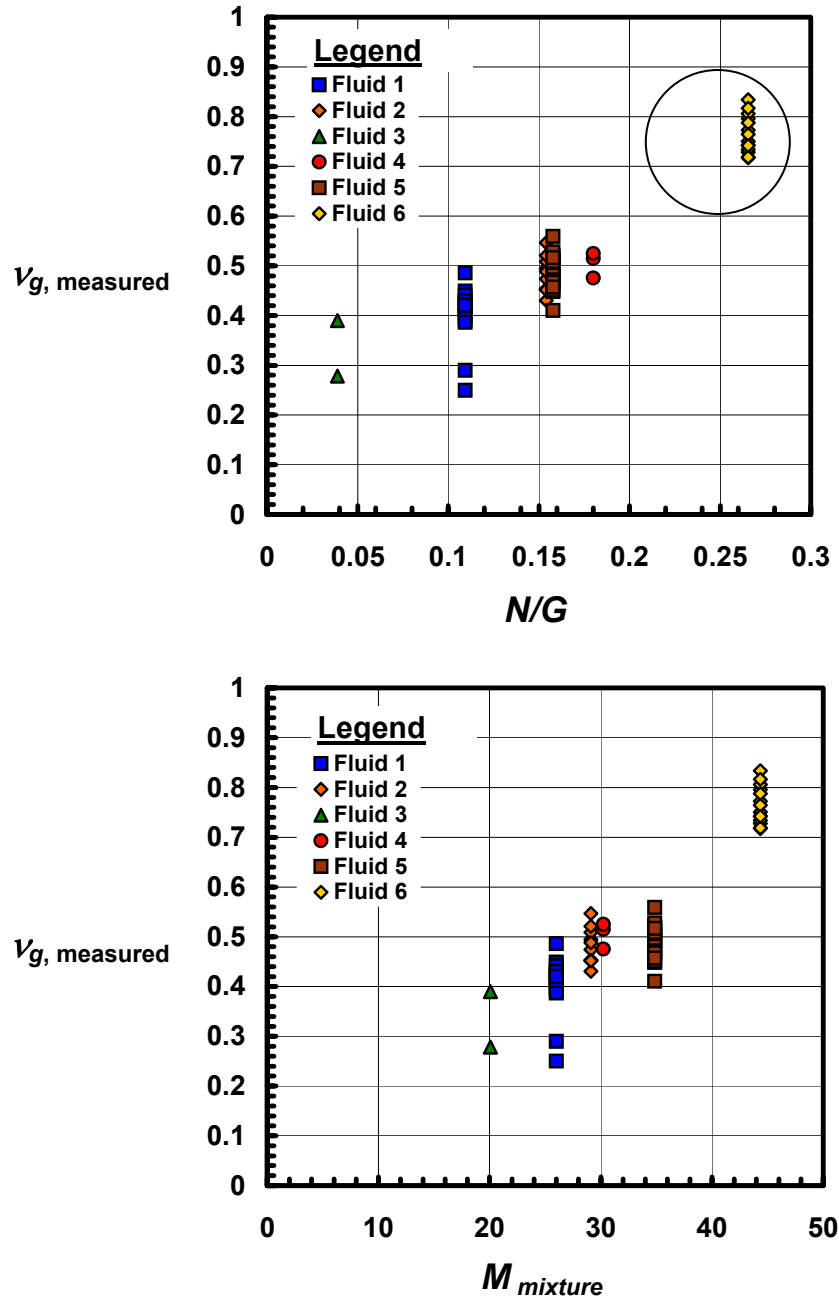 1
0.9
0.8
0.7
0.6
0.5
0.4
0.3
0.2
0.1
0
Legend
Fluid 1
Fluid 2
Fluid 3
Fluid 4
Fluid 5
Fluid 6
νg, measured
0 0.05 0.1 0.15 0.2 0.25 0.3
N/G
1
0.9
0.8
0.7
0.6
0.5
0.4
0.3
0.2
0.1
0
Legend
Fluid 1
Fluid 2
Fluid 3
Fluid 4
Fluid 5
Fluid 6
νg, measured
0 10 20 30 40 50
M mixture